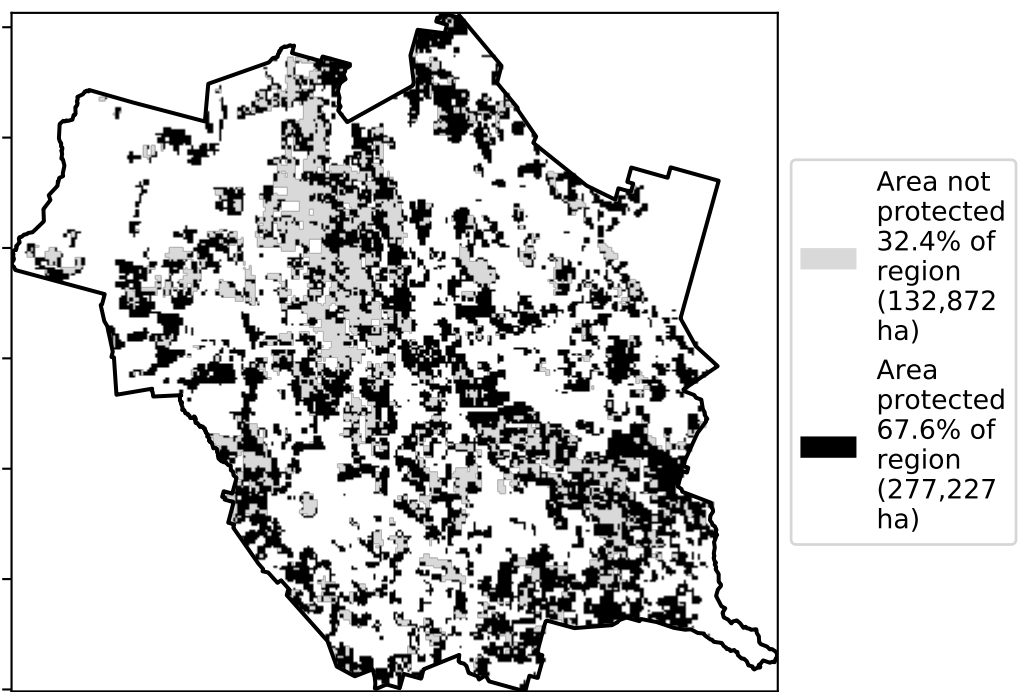 Area not
protected
32.4% of
region
(132,872
ha)
Area
protected
67.6% of
region
(277,227
ha)